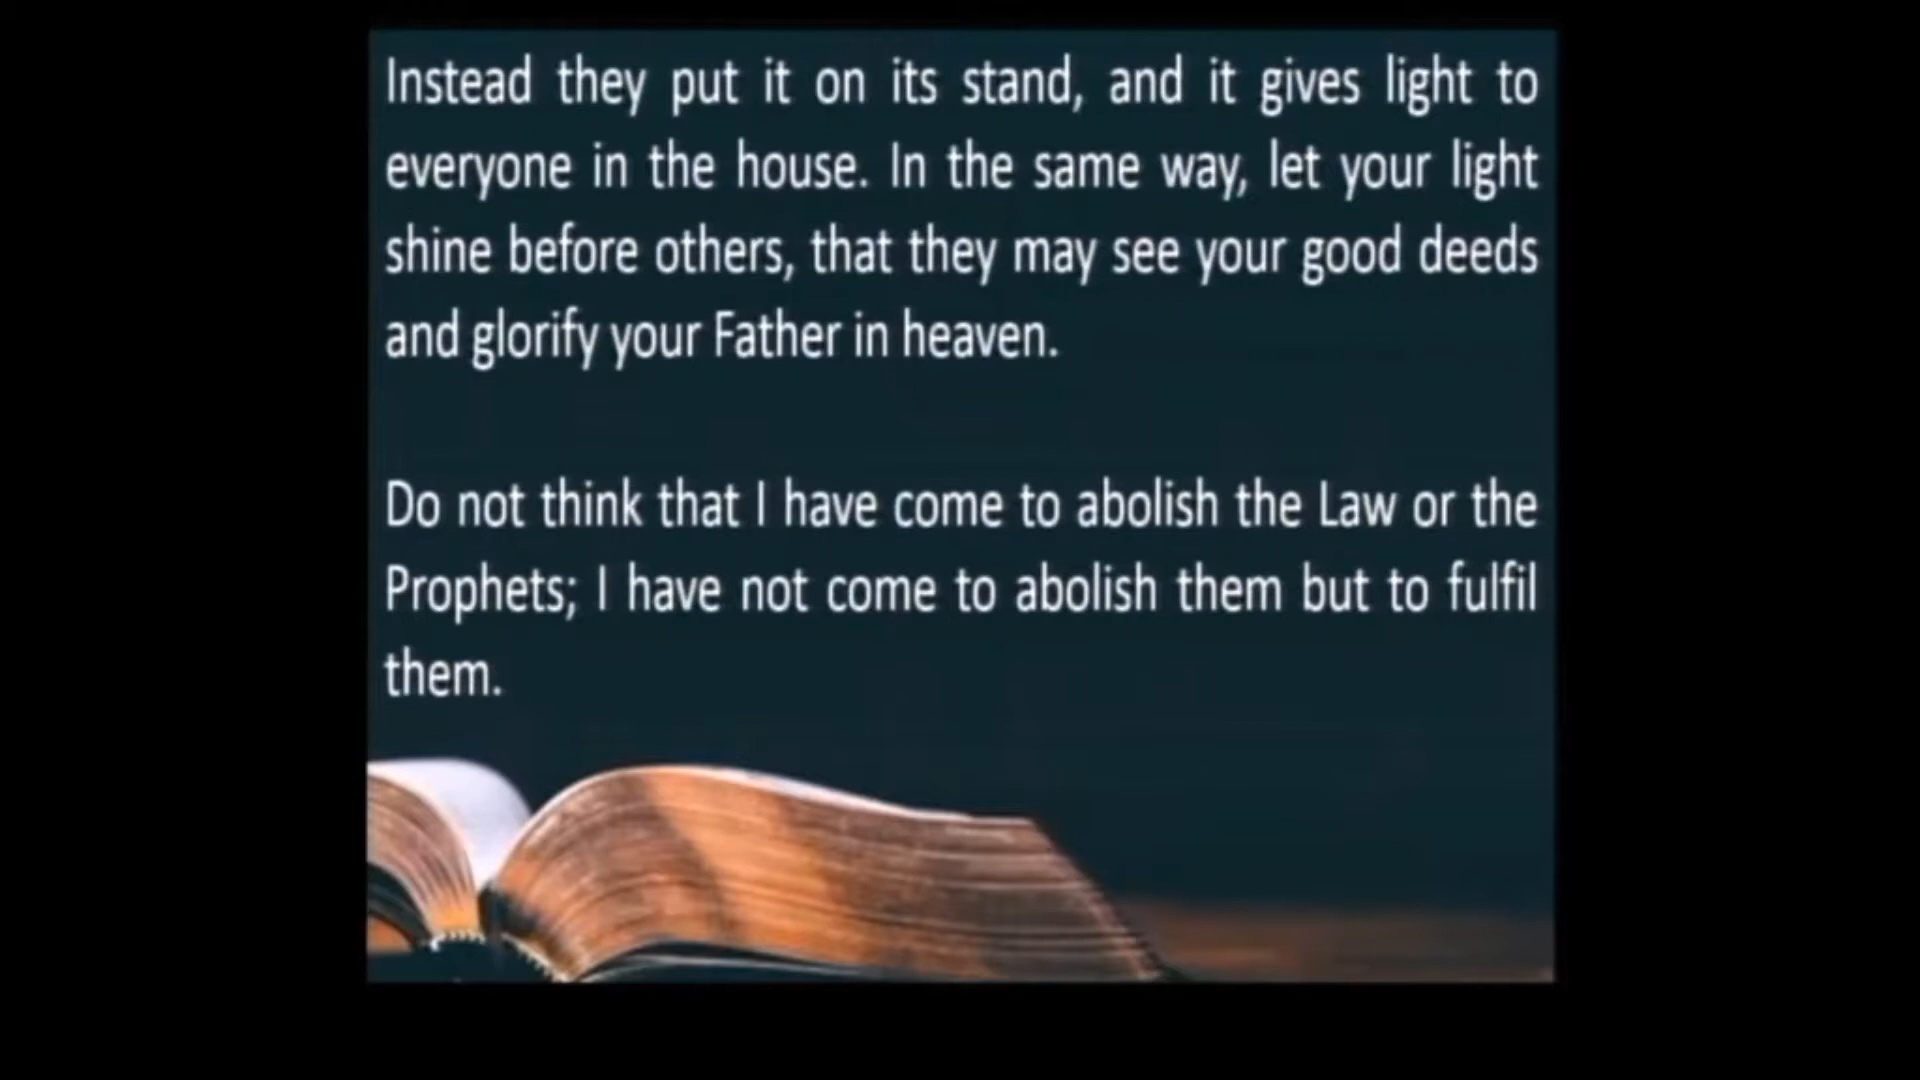 Instead they put it on its stand, and it gives light to
everyone in the house. In the same way, let your light
shine before others, that they may see your good deeds
and glorify your Father in heaven.
Do not think that I have come to abolish the Law or the
Prophets; I have not come to abolish them but to fulfil
them.